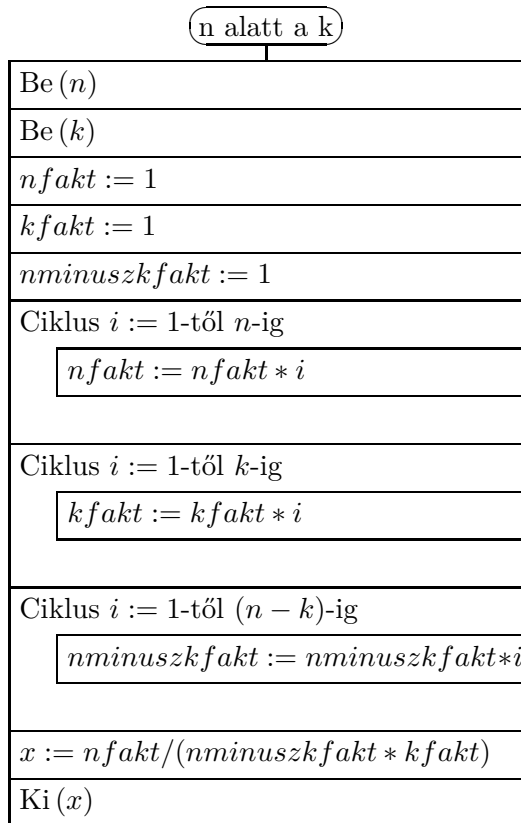 n alatt a k
Be (n)
Be (k)
nfakt := 1
kfakt := 1
nminuszkfakt := 1
Ciklus i := 1-től n-ig
nfakt := nfakt ∗ i
Ciklus i := 1-től k-ig
kfakt := kfakt ∗ i
Ciklus i := 1-től (n − k)-ig
nminuszkfakt := nminuszkfakt∗i
x := nfakt/(nminuszkfakt ∗ kfakt)
Ki (x)